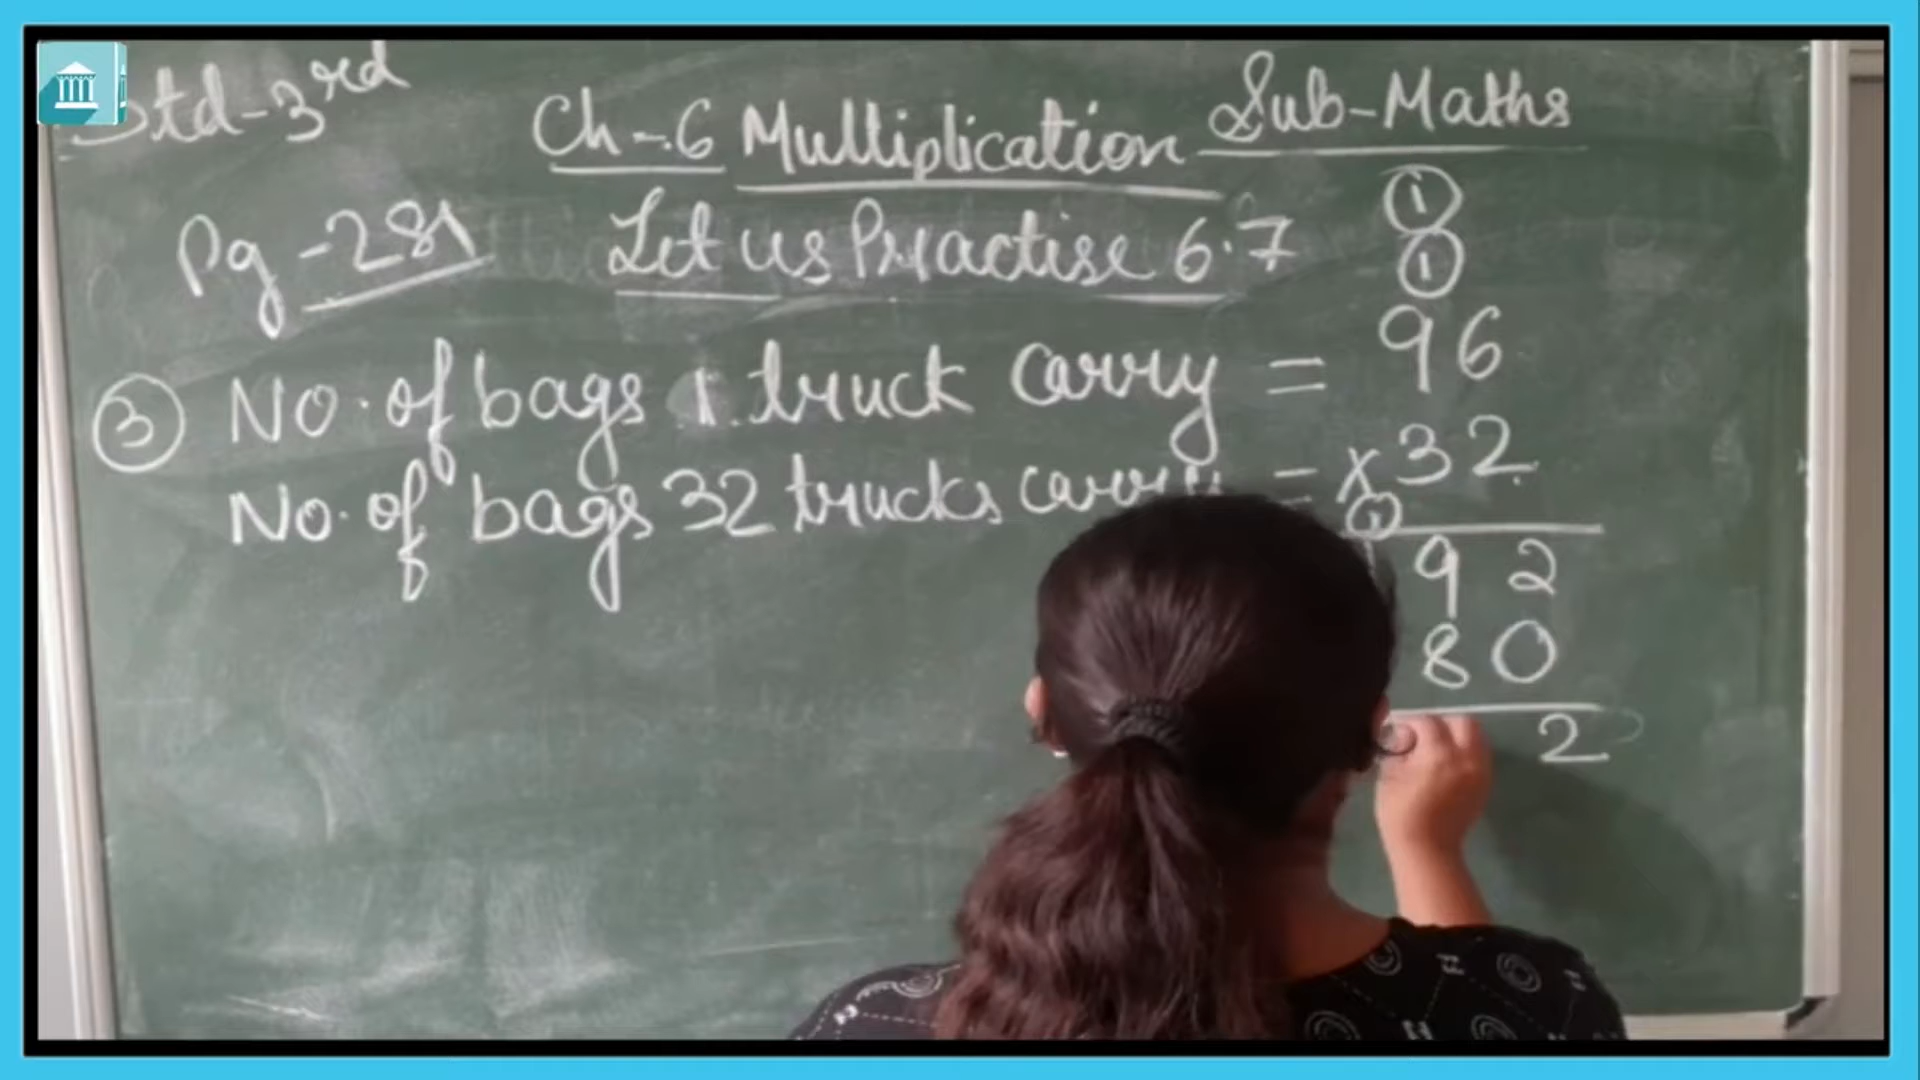 Std-3rd
Sub-Maths
Ch-6 Multiplication
Pg-281
Let us Practise 6.7
1
1
3 No. of bags 1 truck carry = 96
No. of bags 32 trucks carry = x32
1
92
80
2